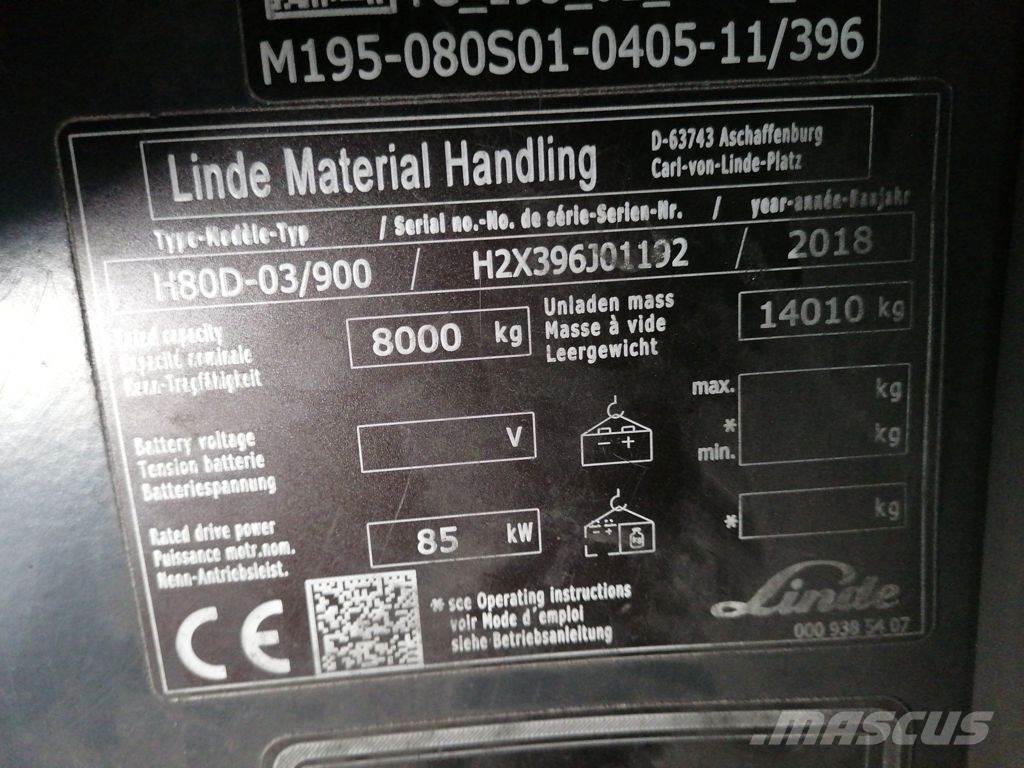 M195-080S01-0405-11/396
Linde Material Handling
D-63743 Aschaffenburg
Carl-von-Linde-Platz
Type-Modèle-Typ / Serial no.-No. de série-Serien-Nr. / year-année-Baujahr
H80D-03/900 / H2X396J01192 / 2018
Rated capacity
Capacité nominale
Nenn-Tragfähigkeit
8000 kg
Unladen mass
Masse à vide
Leergewicht
14010 kg
Battery voltage
Tension batterie
Batteriespannung
V
- +
max.
*
min.
kg
kg
Rated drive power
Puissance motr.nom.
Nenn-Antriebsleist.
85 kW
*
kg
CE
* see Operating instructions
voir Mode d'emploi
siehe Betriebsanleitung
Linde
000 938 54 07
MASCUS